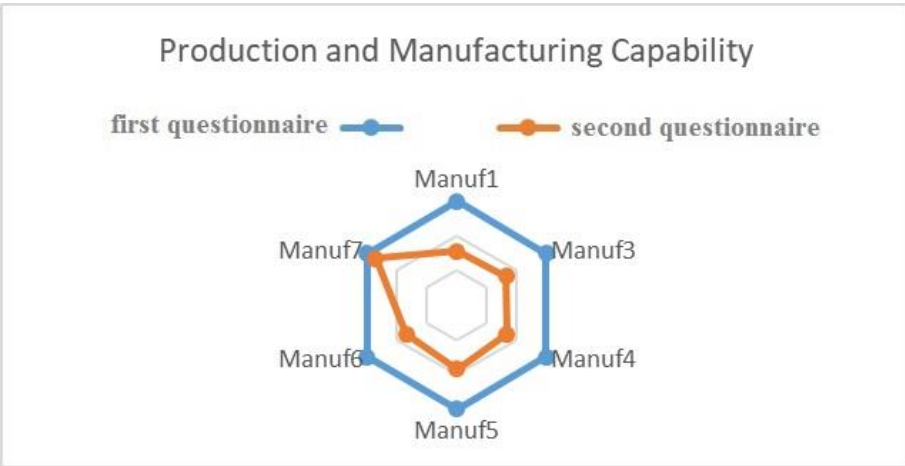 Production and Manufacturing Capability
first questionnaire second questionnaire
Manuf1
Manuf7 Manuf3
Manuf6 Manuf4
Manuf5